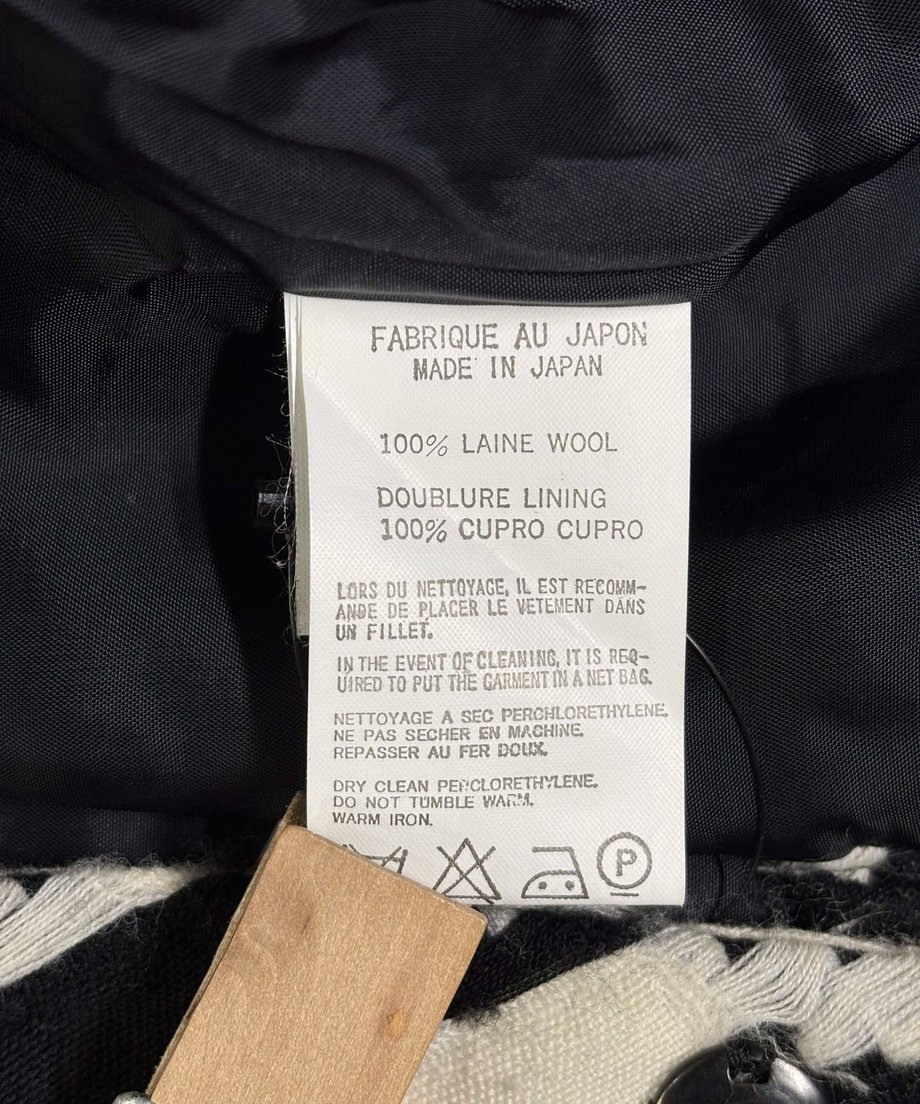 FABRIQUE AU JAPON
MADE IN JAPAN
100% LAINE WOOL
DOUBLURE LINING
100% CUPRO CUPRO
LORS DU NETTOYAGE, IL EST RECOMM-
ANDE DE PLACER LE VETEMENT DANS
UN FILLET.
IN THE EVENT OF CLEANING, IT IS REQ-
UIRED TO PUT THE GARMENT IN A NET BAG.
NETTOYAGE A SEC PERCHLORETHYLENE.
NE PAS SECHER EN MACHINE.
REPASSER AU FER DOUX.
DRY CLEAN PERCLORETHYLENE.
DO NOT TUMBLE WARM.
WARM IRON.
P